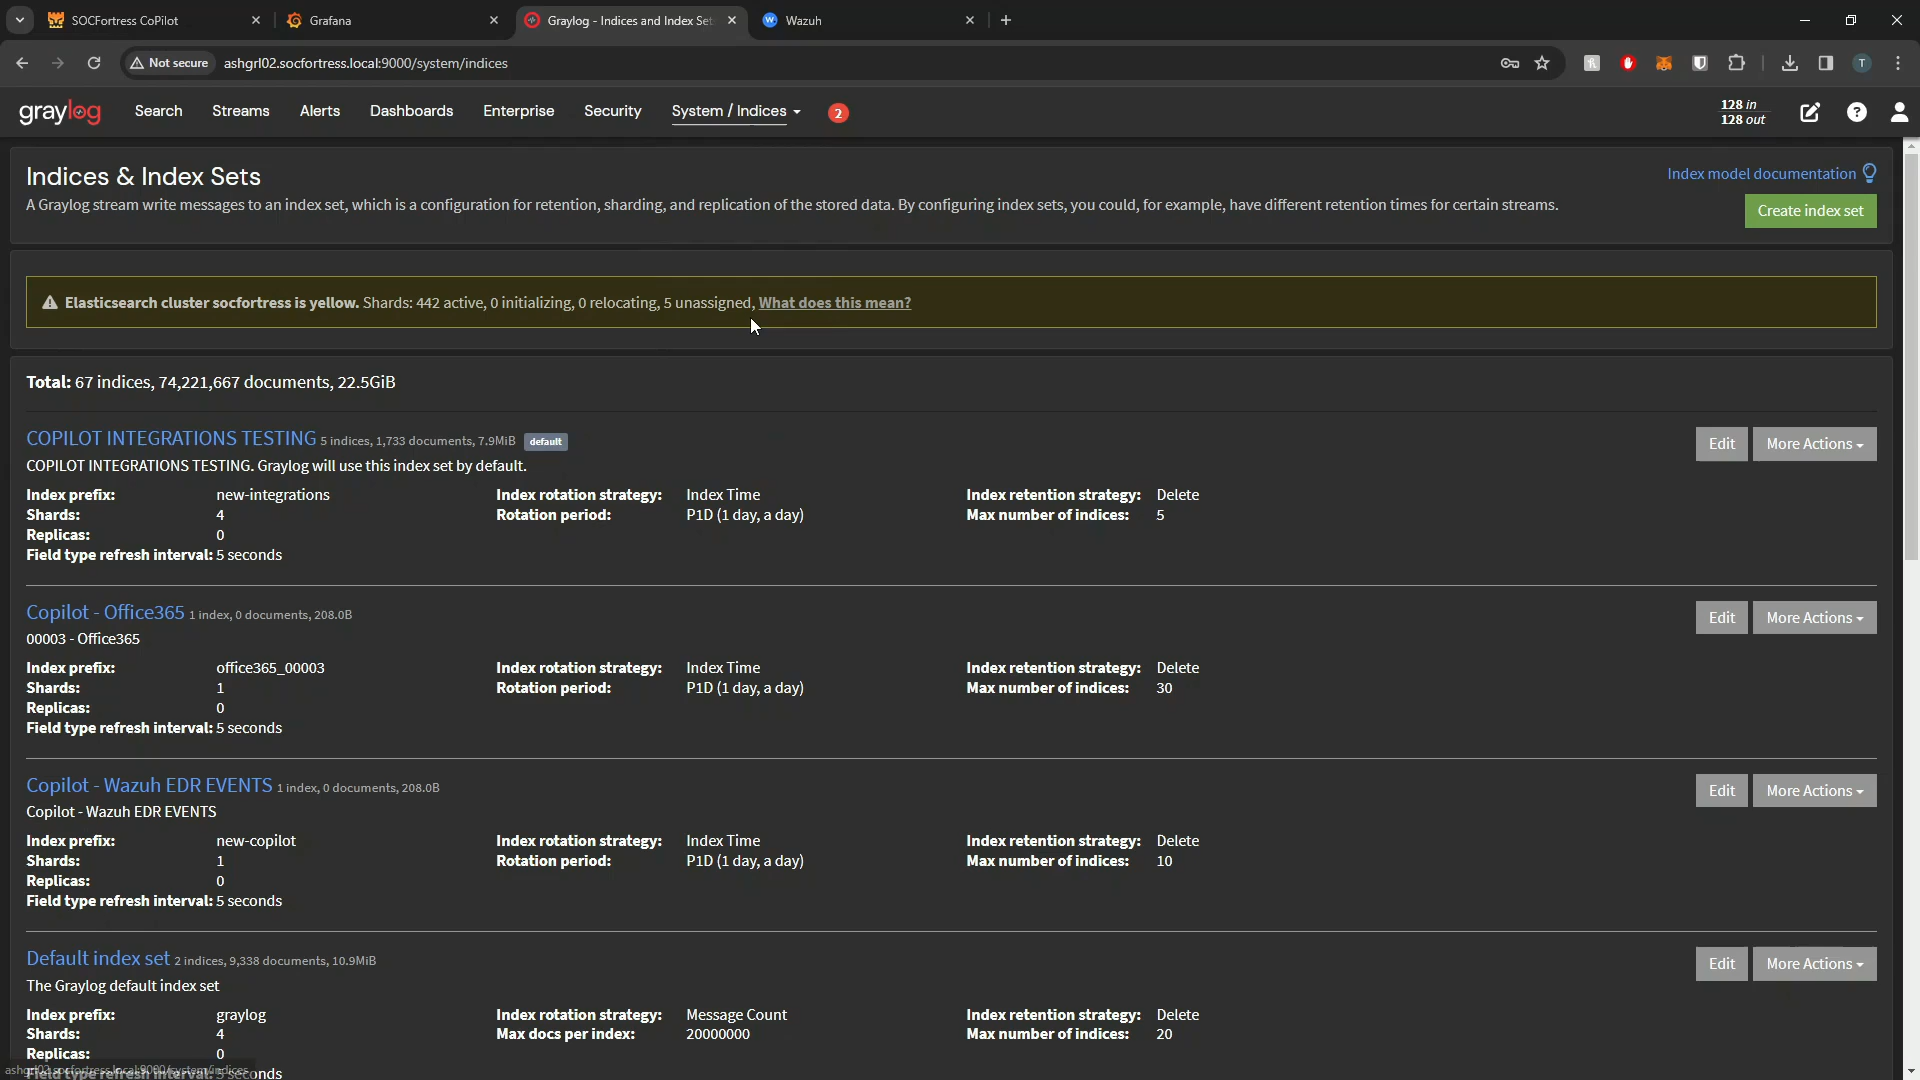 SOCFortress CoPilot
Grafana
Graylog - Indices and Index Set
Wazuh
Not secure
ashgrl02.socfortress.local:9000/system/indices
T
graylog
Search
Streams
Alerts
Dashboards
Enterprise
Security
System / Indices
2
128 in
128 out
Indices & Index Sets
Index model documentation
A Graylog stream write messages to an index set, which is a configuration for retention, sharding, and replication of the stored data. By configuring index sets, you could, for example, have different retention times for certain streams.
Create index set
Elasticsearch cluster socfortress is yellow. Shards: 442 active, 0 initializing, 0 relocating, 5 unassigned, What does this mean?
Total: 67 indices, 74,221,667 documents, 22.5GiB
COPILOT INTEGRATIONS TESTING 5 indices, 1,733 documents, 7.9MiB default
Edit More Actions
COPILOT INTEGRATIONS TESTING. Graylog will use this index set by default.
Index prefix: new-integrations Index rotation strategy: Index Time Index retention strategy: Delete
Shards: 4 Rotation period: P1D (1 day, a day) Max number of indices: 5
Replicas: 0
Field type refresh interval: 5 seconds
Copilot - Office365 1 index, 0 documents, 208.0B
Edit More Actions
00003 - Office365
Index prefix: office365_00003 Index rotation strategy: Index Time Index retention strategy: Delete
Shards: 1 Rotation period: P1D (1 day, a day) Max number of indices: 30
Replicas: 0
Field type refresh interval: 5 seconds
Copilot - Wazuh EDR EVENTS 1 index, 0 documents, 208.0B
Edit More Actions
Copilot - Wazuh EDR EVENTS
Index prefix: new-copilot Index rotation strategy: Index Time Index retention strategy: Delete
Shards: 1 Rotation period: P1D (1 day, a day) Max number of indices: 10
Replicas: 0
Field type refresh interval: 5 seconds
Default index set 2 indices, 9,338 documents, 10.9MiB
Edit More Actions
The Graylog default index set
Index prefix: graylog Index rotation strategy: Message Count Index retention strategy: Delete
Shards: 4 Max docs per index: 20000000 Max number of indices: 20
Replicas: 0
Field type refresh interval: 5 seconds
ashgrl02.socfortress.local:9000/system/indices